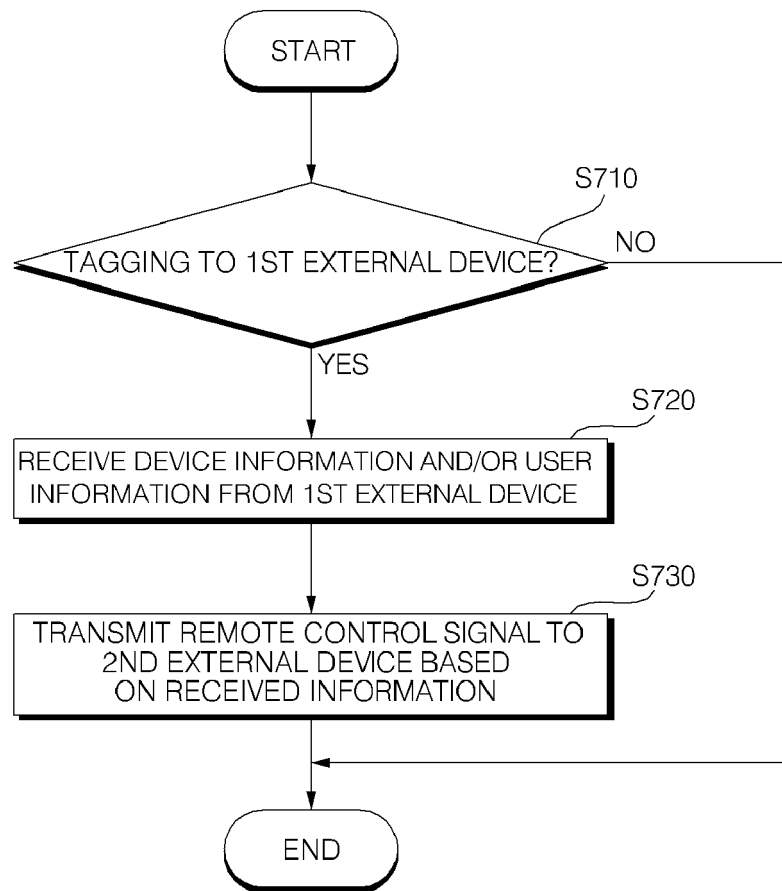 START
S710
TAGGING TO 1ST EXTERNAL DEVICE?
NO
YES
S720
RECEIVE DEVICE INFORMATION AND/OR USER
INFORMATION FROM 1ST EXTERNAL DEVICE
S730
TRANSMIT REMOTE CONTROL SIGNAL TO
2ND EXTERNAL DEVICE BASED
ON RECEIVED INFORMATION
END